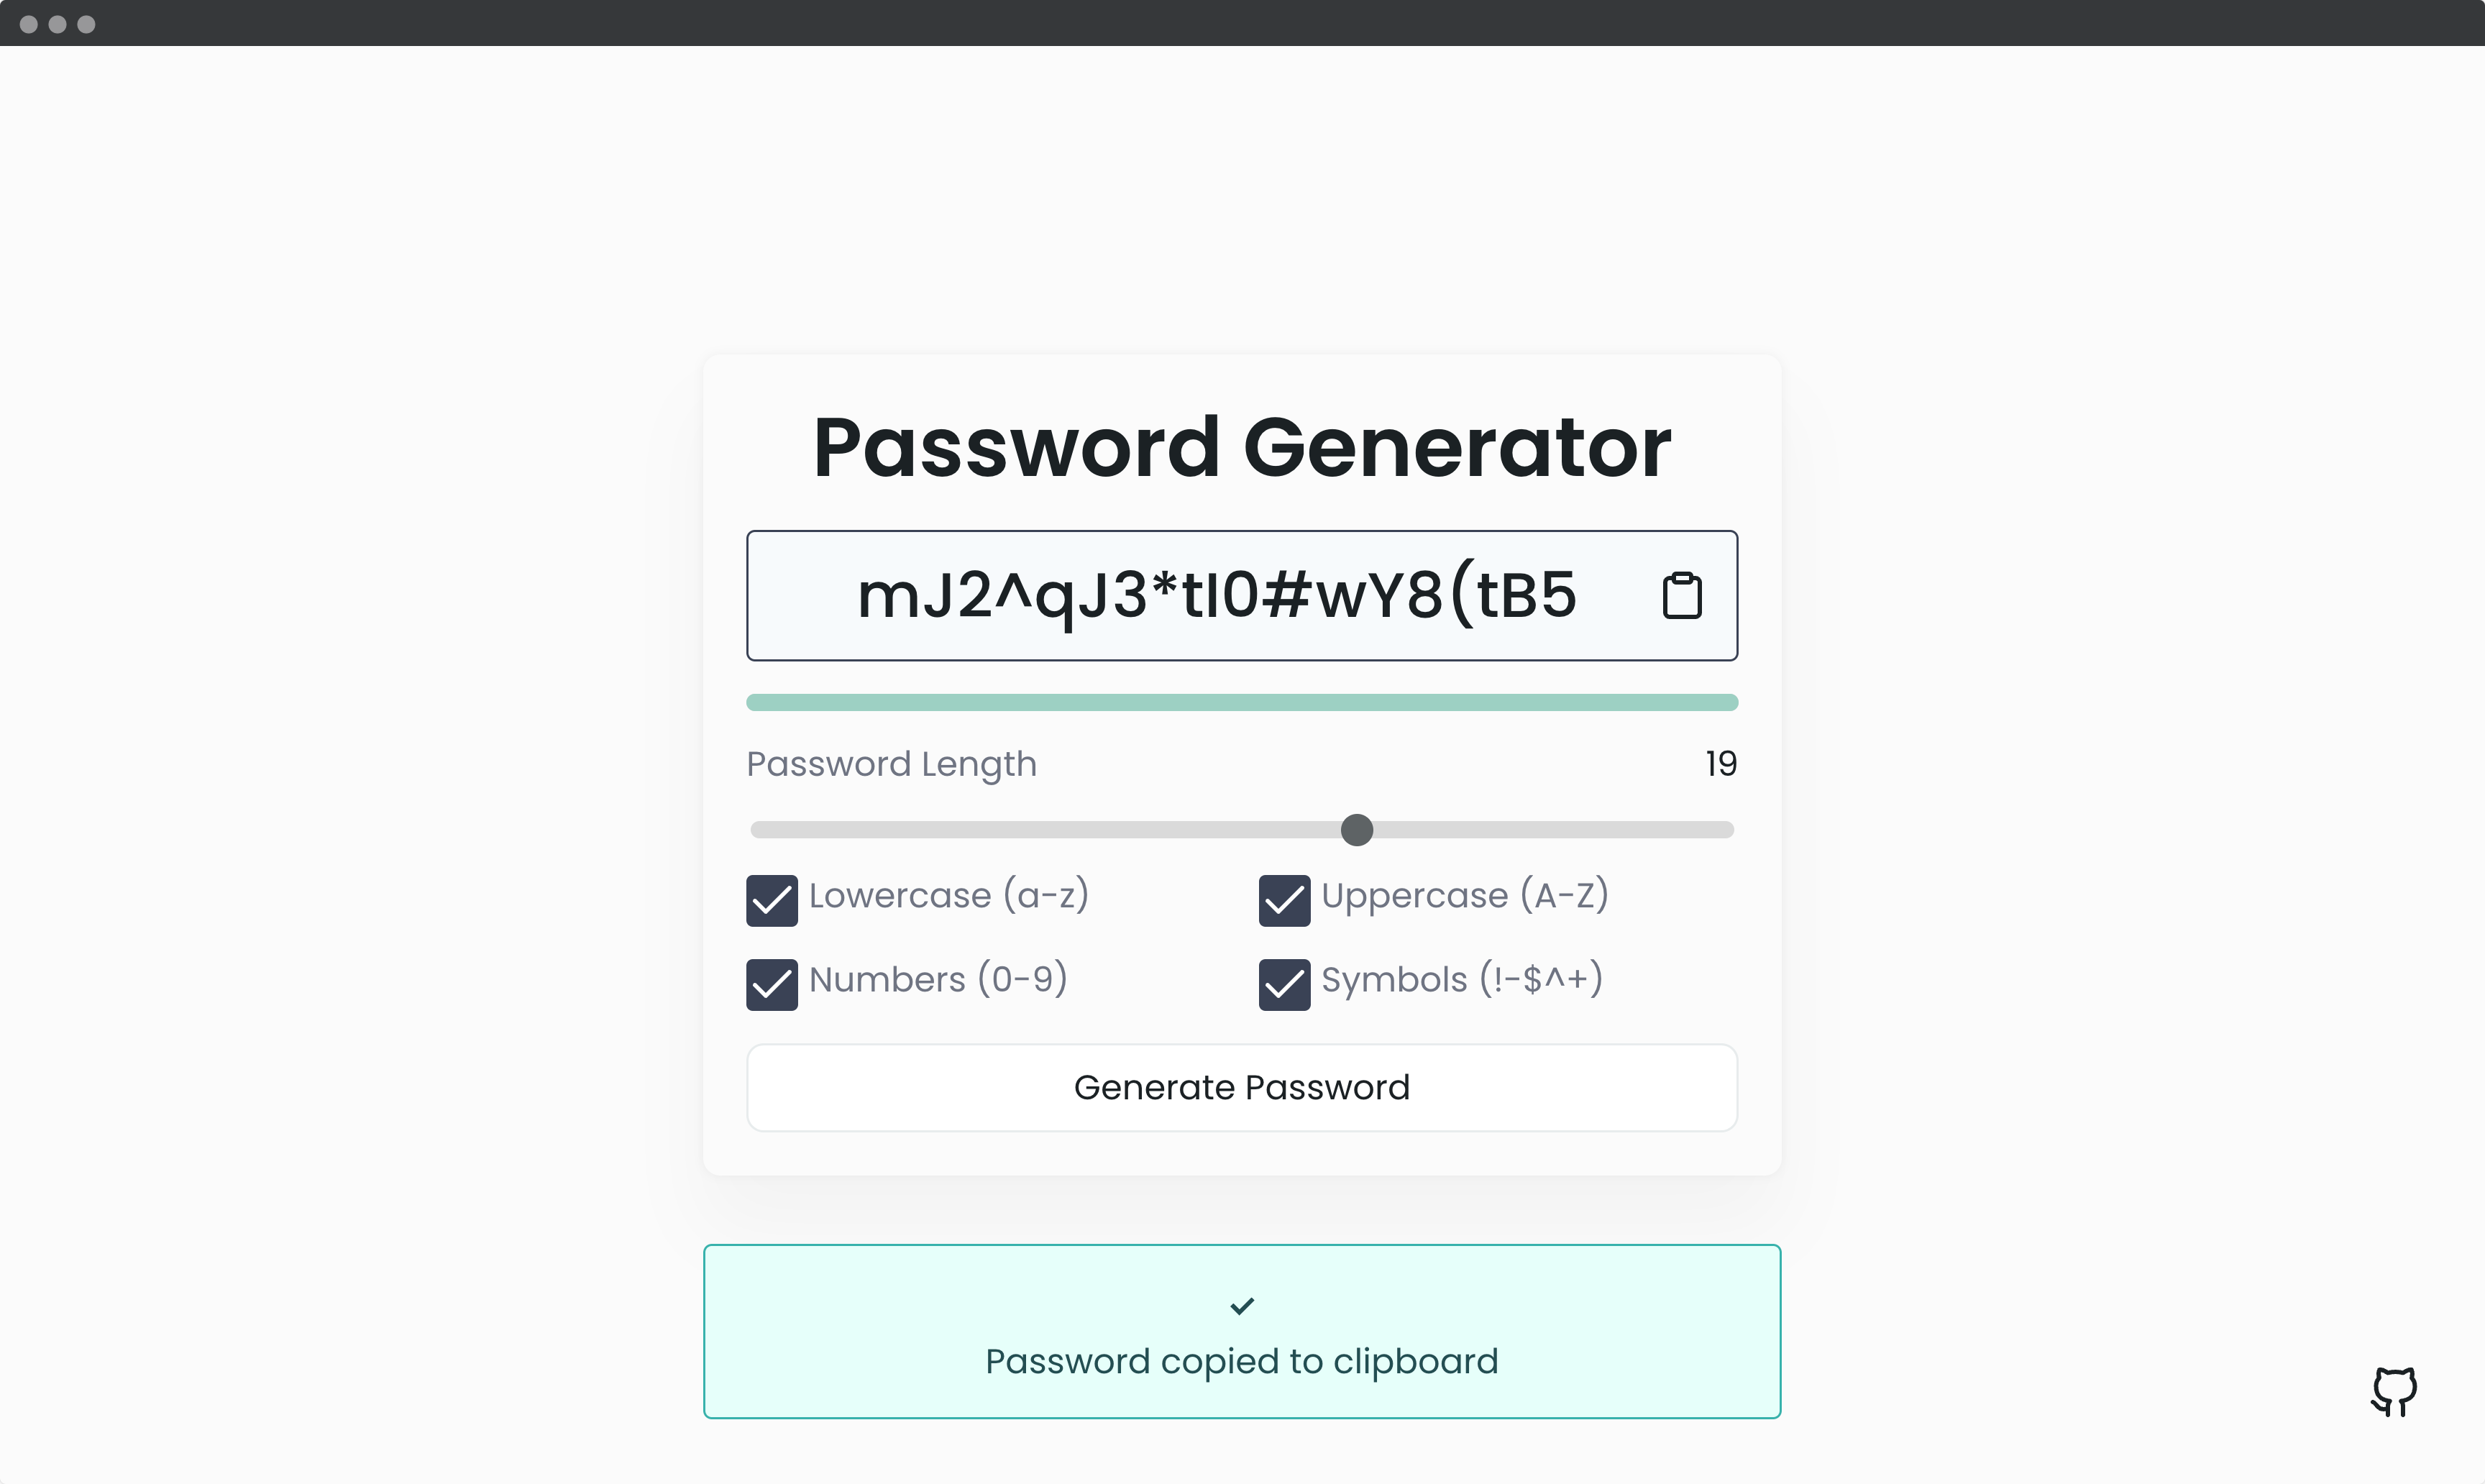 Password Generator
mJ2^qJ3*tI0#wY8(tB5
Password Length
19
Lowercase (a-z)
Uppercase (A-Z)
Numbers (0-9)
Symbols (!-$^+)
Generate Password
Password copied to clipboard